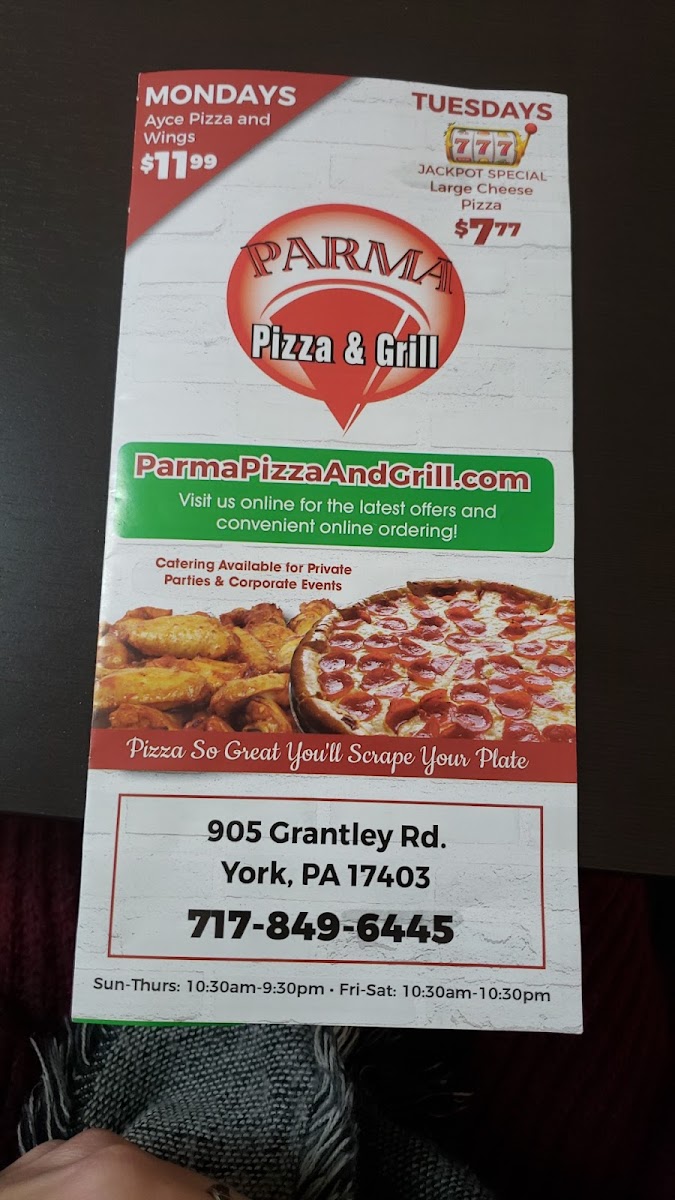 MONDAYS
Ayce Pizza and
Wings
$11.99
TUESDAYS
777
JACKPOT SPECIAL
Large Cheese
Pizza
$7.77
PARMA
Pizza & Grill
ParmaPizzaAndGrill.com
Visit us online for the latest offers and
convenient online ordering!
Catering Available for Private
Parties & Corporate Events
Pizza So Great You'll Scrape Your Plate
905 Grantley Rd.
York, PA 17403
717-849-6445
Sun-Thurs: 10:30am-9:30pm • Fri-Sat: 10:30am-10:30pm